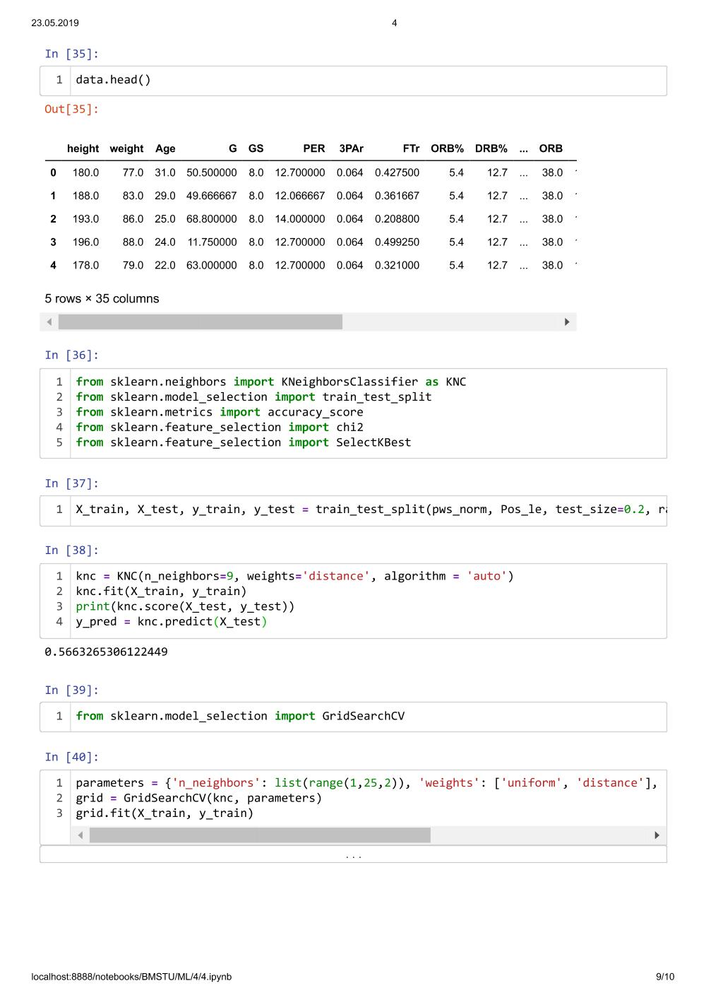 23.05.2019 4
In [35]:
1 data.head()
Out[35]:
height weight Age G GS PER 3PAr FTr ORB% DRB% ... ORB
0 180.0 77.0 31.0 50.500000 8.0 12.700000 0.064 0.427500 5.4 12.7 ... 38.0
1 188.0 83.0 29.0 49.666667 8.0 12.066667 0.064 0.361667 5.4 12.7 ... 38.0
2 193.0 86.0 25.0 68.800000 8.0 14.000000 0.064 0.208800 5.4 12.7 ... 38.0
3 196.0 88.0 24.0 11.750000 8.0 12.700000 0.064 0.499250 5.4 12.7 ... 38.0
4 178.0 79.0 22.0 63.000000 8.0 12.700000 0.064 0.321000 5.4 12.7 ... 38.0
5 rows × 35 columns
In [36]:
1 from sklearn.neighbors import KNeighborsClassifier as KNC
2 from sklearn.model_selection import train_test_split
3 from sklearn.metrics import accuracy_score
4 from sklearn.feature_selection import chi2
5 from sklearn.feature_selection import SelectKBest
In [37]:
1 X_train, X_test, y_train, y_test = train_test_split(pws_norm, Pos_le, test_size=0.2,
In [38]:
1 knc = KNC(n_neighbors=9, weights='distance', algorithm = 'auto')
2 knc.fit(X_train, y_train)
3 print(knc.score(X_test, y_test))
4 y_pred = knc.predict(X_test)
0.5663265306122449
In [39]:
1 from sklearn.model_selection import GridSearchCV
In [40]:
1 parameters = {'n_neighbors': list(range(1,25,2)), 'weights': ['uniform', 'distance'],
2 grid = GridSearchCV(knc, parameters)
3 grid.fit(X_train, y_train)
...
localhost:8888/notebooks/BMSTU/ML/4/4.ipynb 9/10